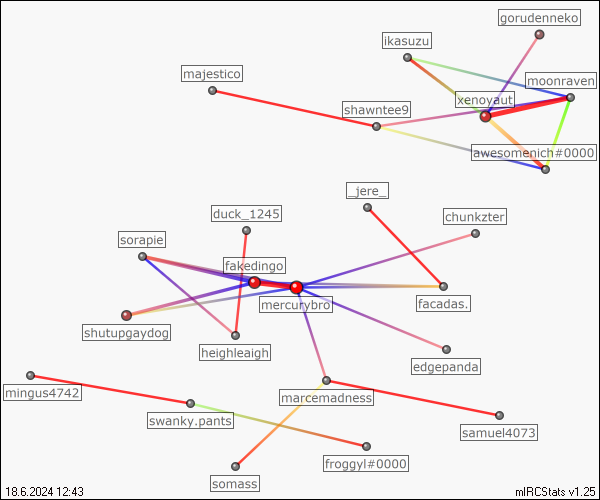 gorudenneko
ikasuzu
majestico
moonraven
xenoyaut
shawntee9
awesomenich#0000
_jere_
duck_1245
chunkzter
sorapie
fakedingo
mercurybro
facadas.
shutupgaydog
heighleaigh
edgepanda
mingus4742
marcemadness
swanky.pants
samuel4073
froggyl#0000
somass
18.6.2024 12:43
mIRCStats v1.25